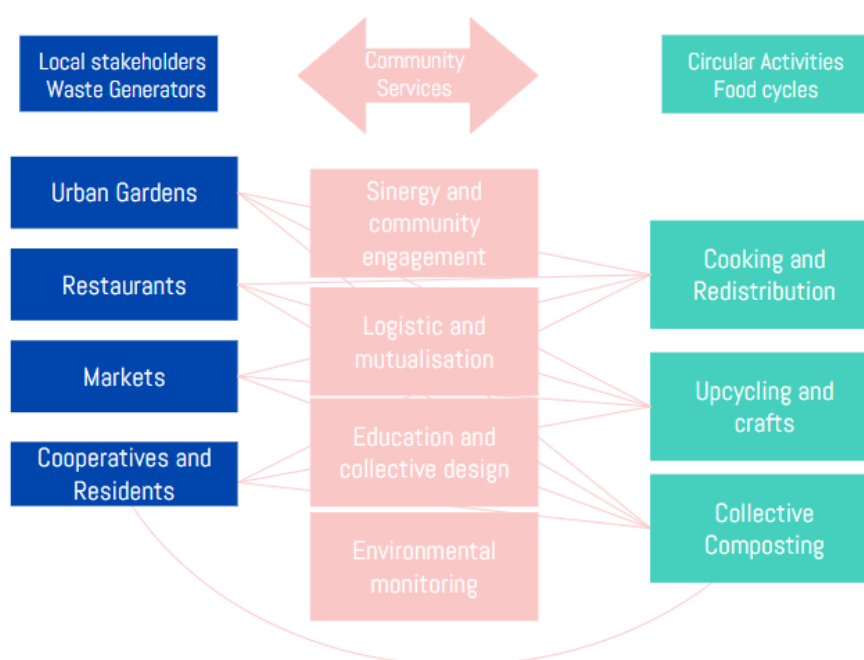 Local stakeholders
Waste Generators
Community
Services
Circular Activities
Food cycles
Urban Gardens
Restaurants
Markets
Cooperatives and
Residents
Sinergy and
community
engagement
Logistic and
mutualisation
Education and
collective design
Environmental
monitoring
Cooking and
Redistribution
Upcycling and
crafts
Collective
Composting